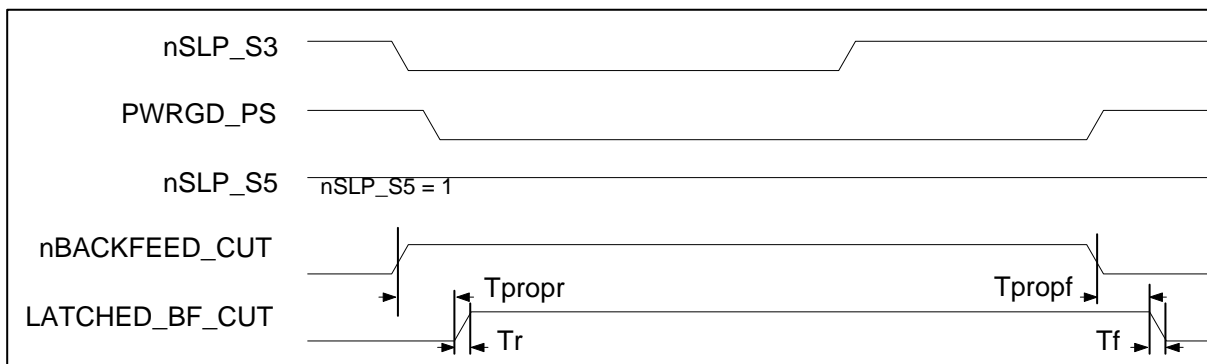 nSLP_S3
PWRGD_PS
nSLP_S5
nSLP_S5 = 1
nBACKFEED_CUT
Tpropr
Tpropf
LATCHED_BF_CUT
Tr
Tf